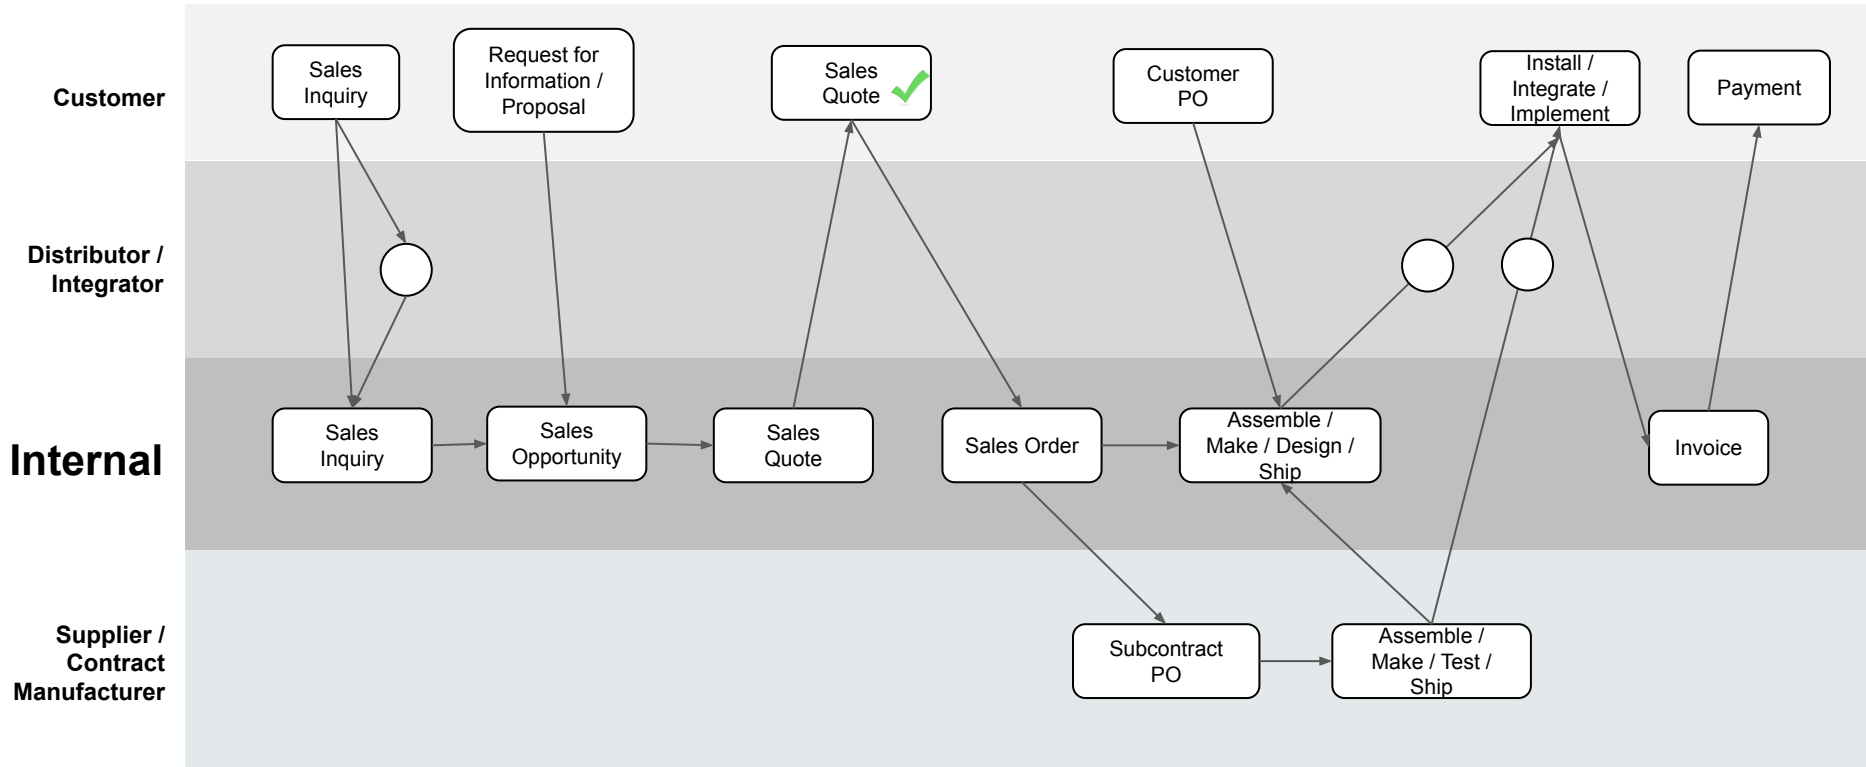 Customer
Sales
Inquiry
Request for
Information /
Proposal
Sales
Quote
Customer
PO
Install /
Integrate /
Implement
Payment
Distributor /
Integrator
Internal
Sales
Inquiry
Sales
Opportunity
Sales
Quote
Sales Order
Assemble /
Make / Design /
Ship
Invoice
Supplier /
Contract
Manufacturer
Subcontract
PO
Assemble /
Make / Test /
Ship